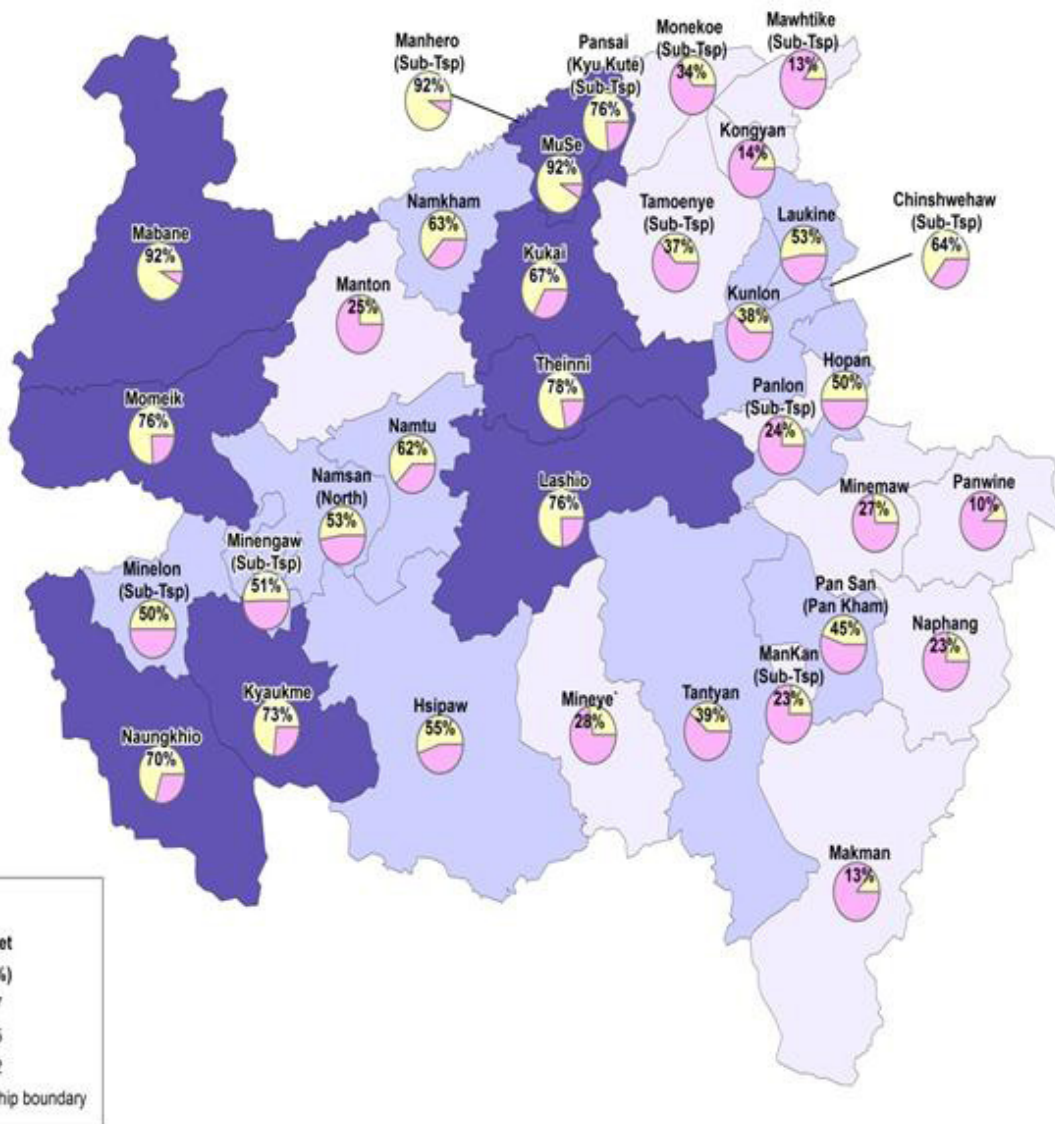 Manhero
(Sub-Tsp)
92%
Pansai
(Kyu Kute)
(Sub-Tsp)
76%
Monekoe
(Sub-Tsp)
34%
Mawhtike
(Sub-Tsp)
13%
MuSe
92%
Kongyan
14%
Namkham
63%
Tamoenye
(Sub-Tsp)
37%
Laukine
53%
Chinshwehaw
(Sub-Tsp)
64%
Mabane
92%
Kukai
67%
Manton
25%
Kunlon
38%
Theinni
78%
Hopan
50%
Momeik
76%
Panlon
(Sub-Tsp)
24%
Namtu
62%
Namsan
(North)
53%
Lashio
76%
Minemaw
27%
Panwine
10%
Minengaw
(Sub-Tsp)
51%
Minelon
(Sub-Tsp)
50%
Pan San
(Pan Kham)
45%
Naphang
23%
ManKan
(Sub-Tsp)
23%
Kyaukme
73%
Hsipaw
55%
Mineye`
28%
Tantyan
39%
Naungkhio
70%
Makman
13%
et
%)
hip boundary